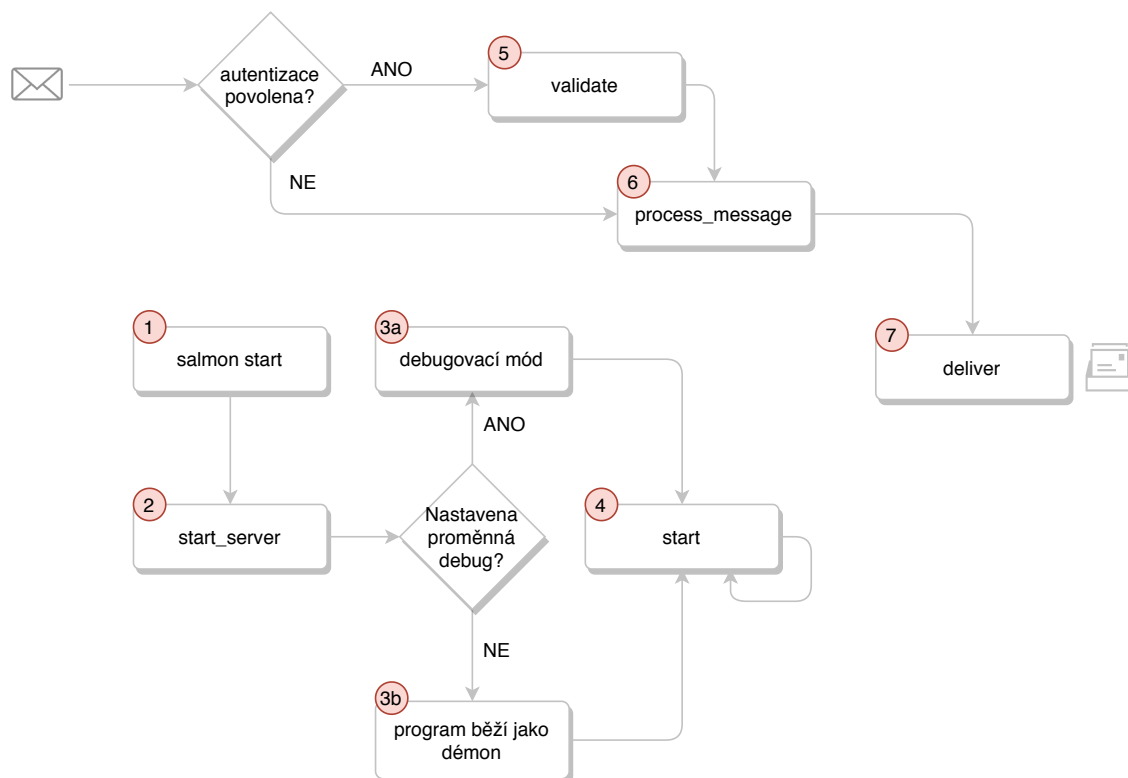 5
autentizace
povolena?
ANO
validate
NE
6
process_message
1
salmon start
3a
debugovací mód
7
deliver
ANO
2
start_server
Nastavena
proměnná
debug?
4
start
NE
3b
program běží jako
démon